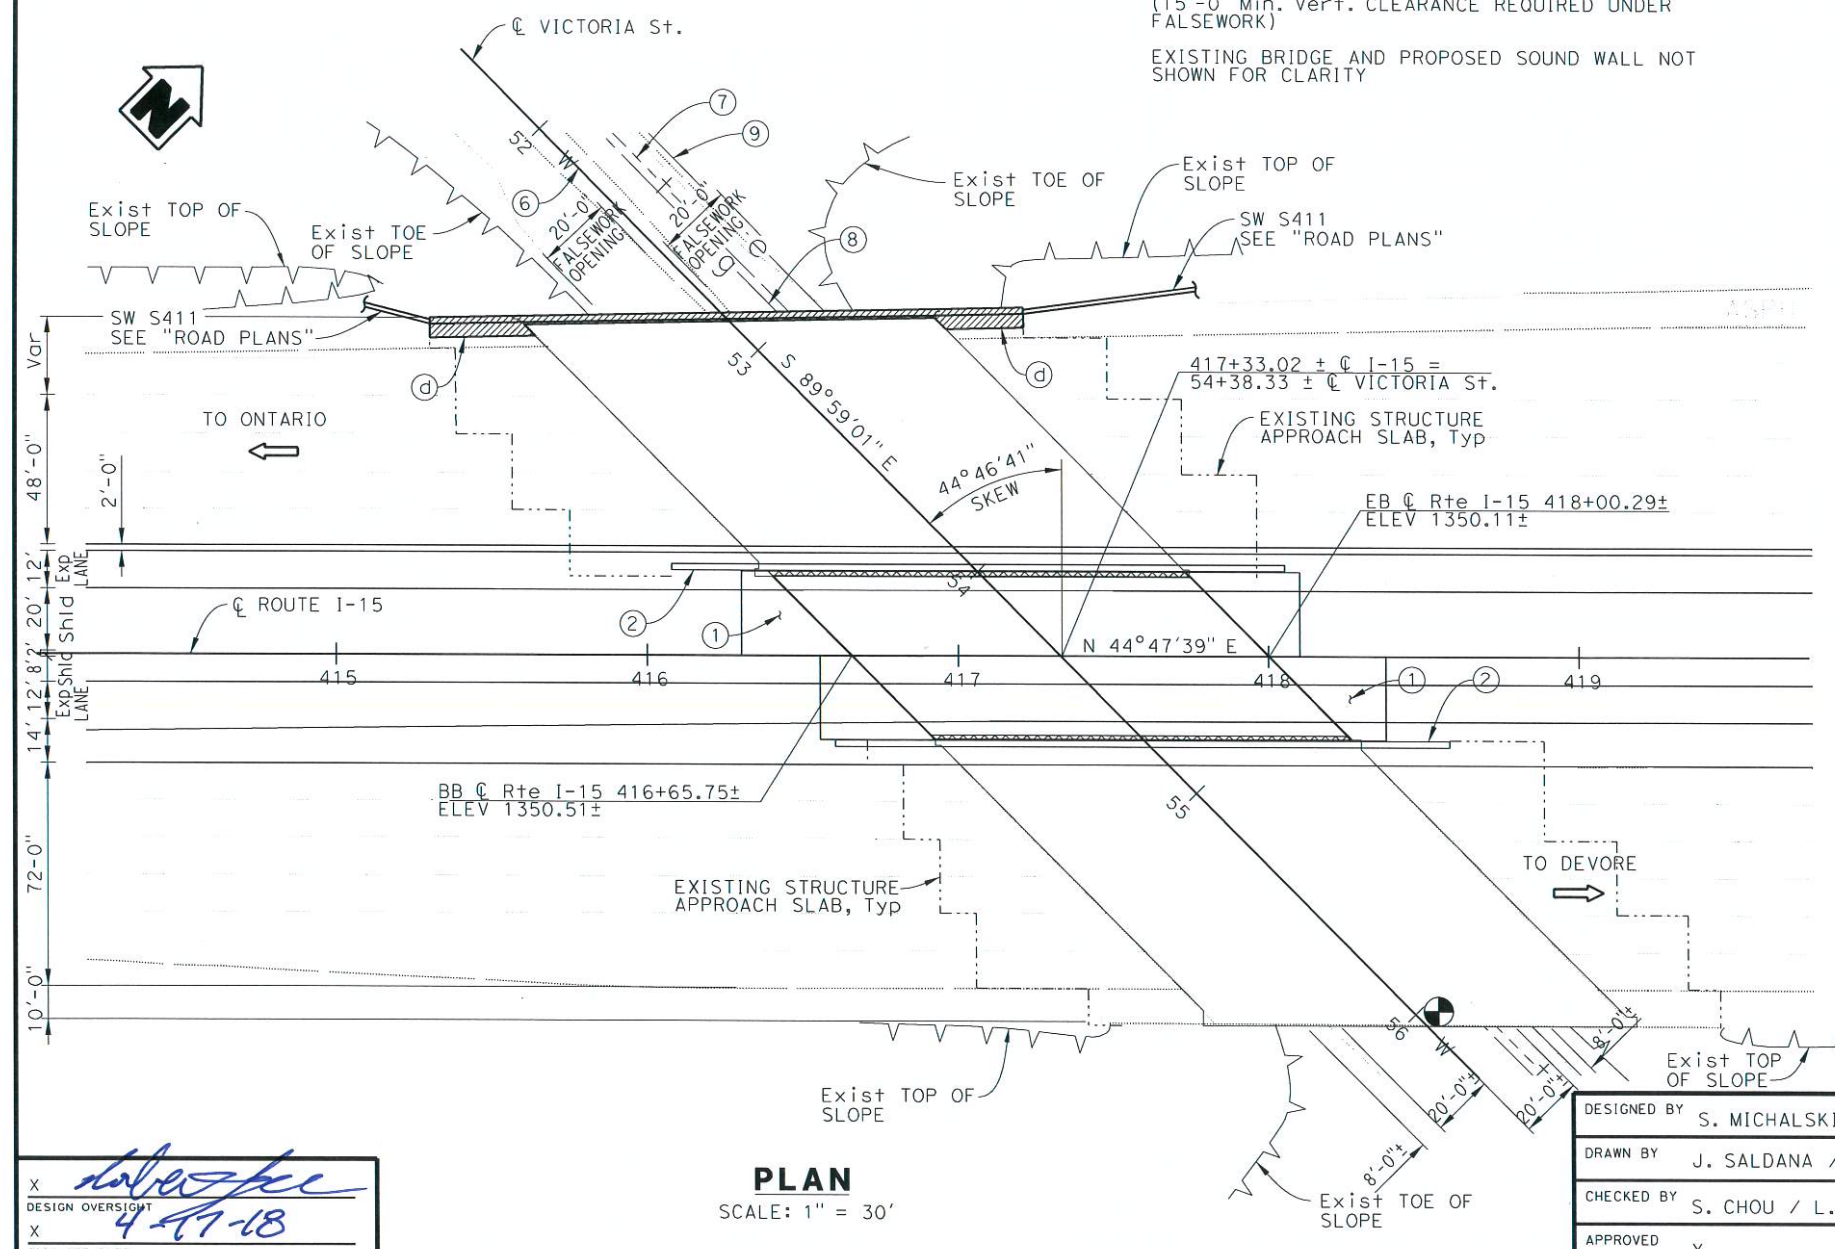 (15'-0" Min. Vert. CLEARANCE REQUIRED UNDER
FALSEWORK)
EXISTING BRIDGE AND PROPOSED SOUND WALL NOT
SHOWN FOR CLARITY
℄ VICTORIA St.
N
7
9
52
W
6
20'-0"
FALSEWORK
OPENING
20'-0"
FALSEWORK
OPENING
g
e
8
Exist TOE OF
SLOPE
Exist TOP OF
SLOPE
SW S411
SEE "ROAD PLANS"
Exist TOP OF
SLOPE
Exist TOE
OF SLOPE
SW S411
SEE "ROAD PLANS"
Var
d
53
S 89°59'01" E
d
417+33.02 ± ℄ I-15 =
54+38.33 ± ℄ VICTORIA St.
TO ONTARIO
EXISTING STRUCTURE
APPROACH SLAB, Typ
48'-0"
2'-0"
44°46'41"
SKEW
EB ℄ Rte I-15 418+00.29±
ELEV 1350.11±
12'
Exp
LANE
20'
Shld
℄ ROUTE I-15
2
1
54
N 44°47'39" E
2'
8'
Shld
415
416
417
418
419
1
2
12'
Exp
LANE
14'
BB ℄ Rte I-15 416+65.75±
ELEV 1350.51±
55
72-0"
EXISTING STRUCTURE
APPROACH SLAB, Typ
TO DEVORE
10'-0"
56
W
8'-0"±
Exist TOP
OF SLOPE
Exist TOP OF
SLOPE
20'-0"±
20'-0"±
8'-0"±
Exist TOE OF
SLOPE
PLAN
SCALE: 1" = 30'
X
DESIGN OVERSIGHT
X
DESIGNED BY S. MICHALSKI
DRAWN BY J. SALDANA /
CHECKED BY S. CHOU / L.
APPROVED